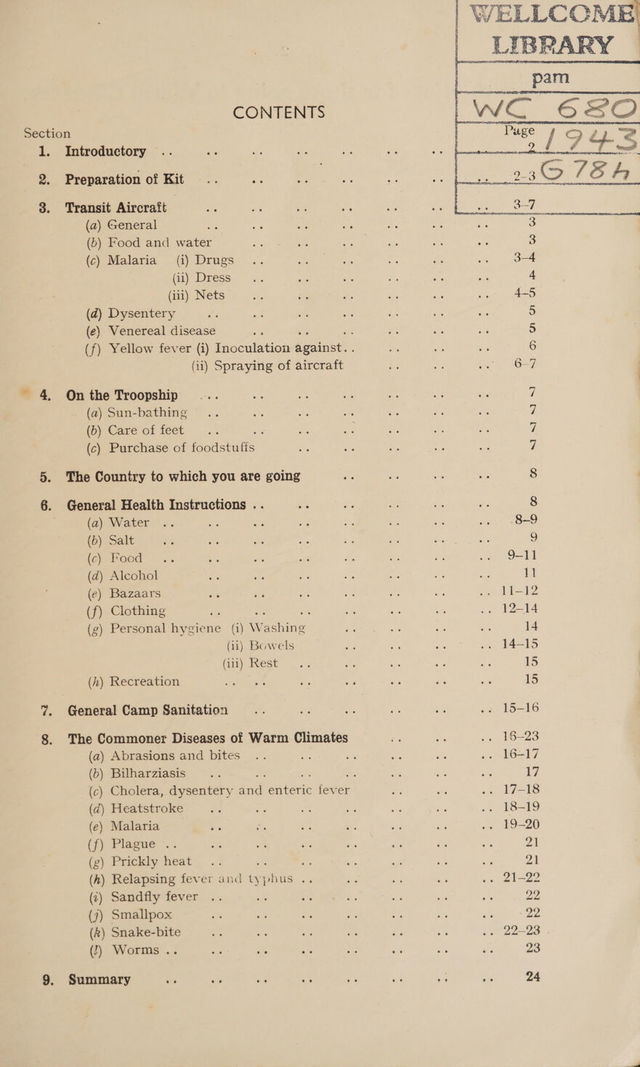 WELLCOME
LIBRARY
pam
WC 680
1943
G78h
CONTENTS
Section Page
1. Introductory .. .. .. .. .. .. .. 2
2. Preparation of Kit .. .. .. .. .. .. .. 2-3
3. Transit Aircraft .. .. .. .. .. .. .. 3-7
(a) General .. .. .. .. .. .. .. 3
(b) Food and water .. .. .. .. .. .. 3
(c) Malaria (i) Drugs .. .. .. .. .. .. 3-4
(ii) Dress .. .. .. .. .. .. 4
(iii) Nets .. .. .. .. .. .. 4-5
(d) Dysentery .. .. .. .. .. .. .. 5
(e) Venereal disease .. .. .. .. .. .. 5
(f) Yellow fever (i) Inoculation against.. .. .. .. 6
(ii) Spraying of aircraft .. .. .. 6-7
4. On the Troopship .. .. .. .. .. .. .. 7
(a) Sun-bathing .. .. .. .. .. .. .. 7
(b) Care of feet .. .. .. .. .. .. .. 7
(c) Purchase of foodstuffs .. .. .. .. .. 7
5. The Country to which you are going .. .. .. .. 8
6. General Health Instructions .. .. .. .. .. .. 8
(a) Water .. .. .. .. .. .. .. .. 8-9
(b) Salt .. .. .. .. .. .. .. .. 9
(c) Food .. .. .. .. .. .. .. .. 9-11
(d) Alcohol .. .. .. .. .. .. .. 11
(e) Bazaars .. .. .. .. .. .. .. 11-12
(f) Clothing .. .. .. .. .. .. .. 12-14
(g) Personal hygiene (i) Washing .. .. .. .. 14
(ii) Bowels .. .. .. .. 14-15
(iii) Rest .. .. .. .. .. 15
(h) Recreation .. .. .. .. .. .. .. 15
7. General Camp Sanitation .. .. .. .. .. .. 15-16
8. The Commoner Diseases of Warm Climates .. .. .. 16-23
(a) Abrasions and bites .. .. .. .. .. .. 16-17
(b) Bilharziasis .. .. .. .. .. .. .. 17
(c) Cholera, dysentery and enteric fever .. .. .. 17-18
(d) Heatstroke .. .. .. .. .. .. .. 18-19
(e) Malaria .. .. .. .. .. .. .. 19-20
(f) Plague .. .. .. .. .. .. .. .. 21
(g) Prickly heat .. .. .. .. .. .. .. 21
(h) Relapsing fever and typhus .. .. .. .. .. 21-22
(i) Sandfly fever .. .. .. .. .. .. .. 22
(j) Smallpox .. .. .. .. .. .. .. 22
(k) Snake-bite .. .. .. .. .. .. .. 22-23
(l) Worms .. .. .. .. .. .. .. .. 23
9. Summary .. .. .. .. .. .. .. .. 24